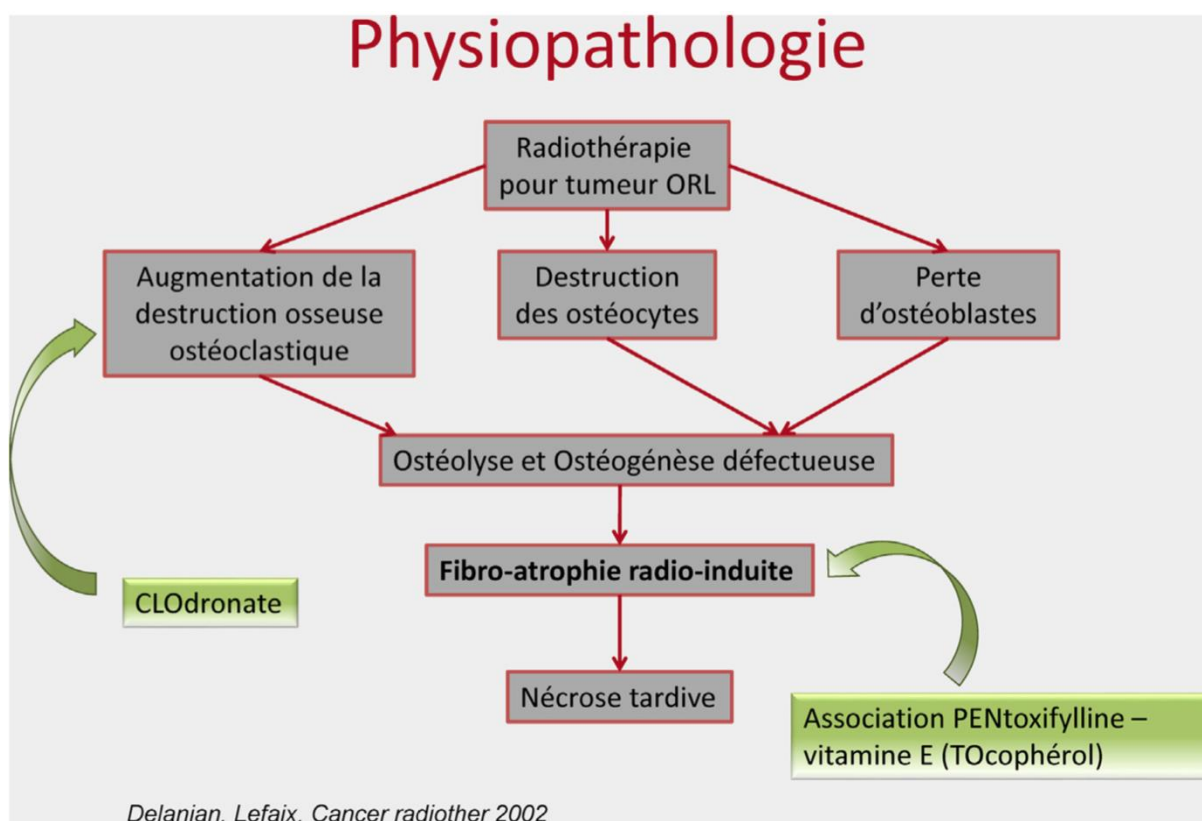 Physiopathologie
Radiothérapie
pour tumeur ORL
Augmentation de la
destruction osseuse
ostéoclastique
Destruction
des ostéocytes
Perte
d'ostéoblastes
Ostéolyse et Ostéogénèse défectueuse
Fibro-atrophie radio-induite
CLOdronate
Nécrose tardive
Association PENtoxifylline –
vitamine E (TOcophérol)
Delanian, Lefaix, Cancer radiother 2002